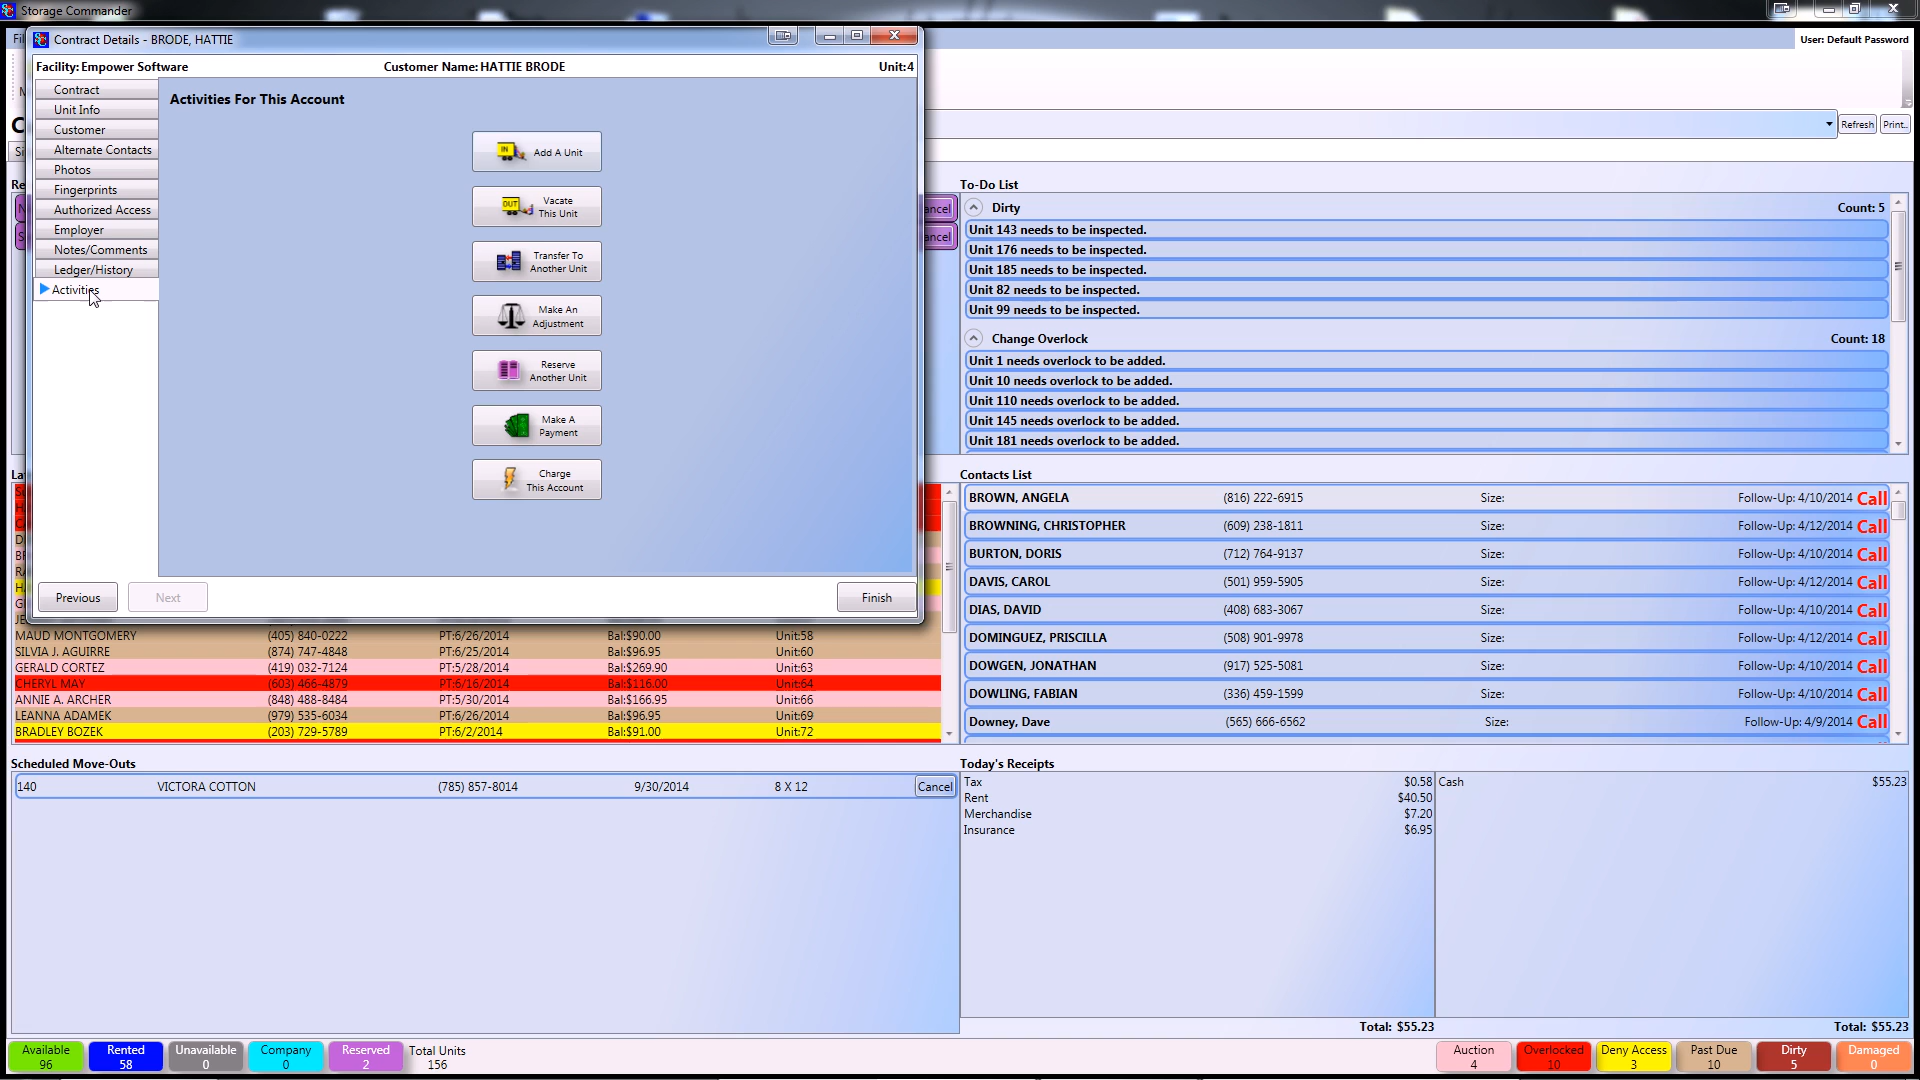 Storage Commander
User: Default Password
Contract Details - BRODE, HATTIE
Facility: Empower Software
Customer Name: HATTIE BRODE
Unit:4
Contract
Unit Info
Customer
Alternate Contacts
Photos
Fingerprints
Authorized Access
Employer
Notes/Comments
Ledger/History
Activities
Activities For This Account
Add A Unit
Vacate
This Unit
Transfer To
Another Unit
Make An
Adjustment
Reserve
Another Unit
Make A
Payment
Charge
This Account
Previous
Next
Finish
Refresh
Print..
To-Do List
Dirty Count: 5
Unit 143 needs to be inspected.
Unit 176 needs to be inspected.
Unit 185 needs to be inspected.
Unit 82 needs to be inspected.
Unit 99 needs to be inspected.
Change Overlock Count: 18
Unit 1 needs overlock to be added.
Unit 10 needs overlock to be added.
Unit 110 needs overlock to be added.
Unit 145 needs overlock to be added.
Unit 181 needs overlock to be added.
Contacts List
BROWN, ANGELA (816) 222-6915 Size: Follow-Up: 4/10/2014 Call
BROWNING, CHRISTOPHER (609) 238-1811 Size: Follow-Up: 4/12/2014 Call
BURTON, DORIS (712) 764-9137 Size: Follow-Up: 4/10/2014 Call
DAVIS, CAROL (501) 959-5905 Size: Follow-Up: 4/12/2014 Call
DIAS, DAVID (408) 683-3067 Size: Follow-Up: 4/10/2014 Call
DOMINGUEZ, PRISCILLA (508) 901-9978 Size: Follow-Up: 4/12/2014 Call
DOWGEN, JONATHAN (917) 525-5081 Size: Follow-Up: 4/10/2014 Call
DOWLING, FABIAN (336) 459-1599 Size: Follow-Up: 4/10/2014 Call
Downey, Dave (565) 666-6562 Size: Follow-Up: 4/9/2014 Call
MAUD MONTGOMERY (405) 840-0222 PT:6/26/2014 Bal:$90.00 Unit:58
SILVIA J. AGUIRRE (874) 747-4848 PT:6/25/2014 Bal:$96.95 Unit:60
GERALD CORTEZ (419) 032-7124 PT:5/28/2014 Bal:$269.90 Unit:63
CHERYL MAY (603) 466-4879 PT:6/16/2014 Bal:$116.00 Unit:64
ANNIE A. ARCHER (848) 488-8484 PT:5/30/2014 Bal:$166.95 Unit:66
LEANNA ADAMEK (979) 535-6034 PT:6/26/2014 Bal:$96.95 Unit:69
BRADLEY BOZEK (203) 729-5789 PT:6/2/2014 Bal:$91.00 Unit:72
Scheduled Move-Outs
140 VICTORA COTTON (785) 857-8014 9/30/2014 8 X 12 Cancel
Today's Receipts
Tax $0.58
Rent $40.50
Merchandise $7.20
Insurance $6.95
Total: $55.23
Cash $55.23
Total: $55.23
Available
96
Rented
58
Unavailable
0
Company
0
Reserved
2
Total Units
156
Auction
4
Overlocked
10
Deny Access
3
Past Due
10
Dirty
5
Damaged
0